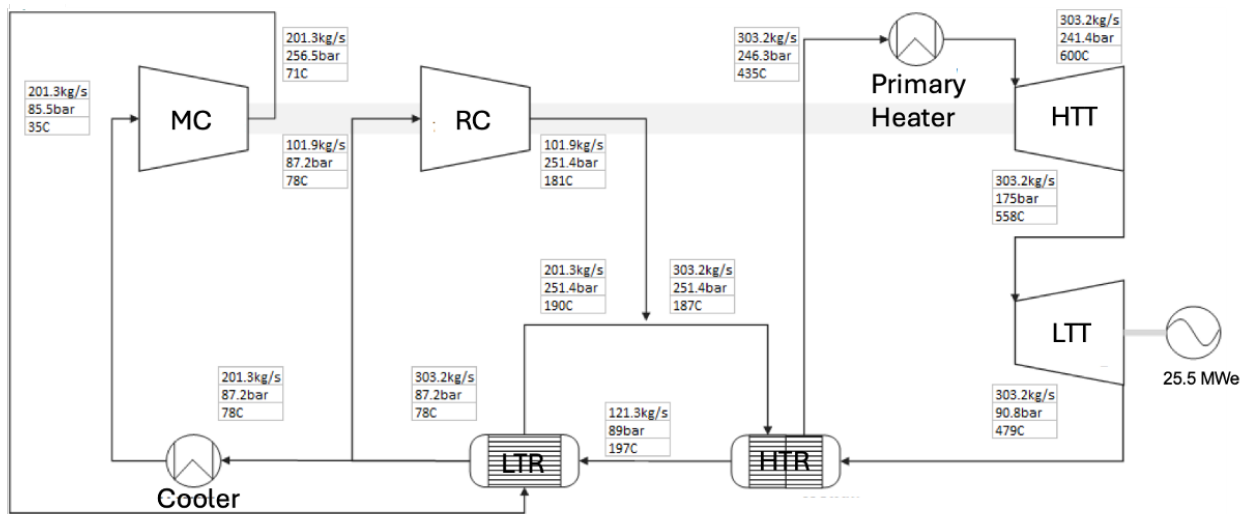 201.3kg/s
256.5bar
71C
303.2kg/s
246.3bar
435C
303.2kg/s
241.4bar
600C
Primary
Heater
201.3kg/s
85.5bar
35C
MC
RC
HTT
101.9kg/s
87.2bar
78C
101.9kg/s
251.4bar
181C
303.2kg/s
175bar
558C
201.3kg/s
251.4bar
190C
303.2kg/s
251.4bar
187C
LTT
25.5 MWe
201.3kg/s
87.2bar
78C
303.2kg/s
87.2bar
78C
121.3kg/s
89bar
197C
303.2kg/s
90.8bar
479C
LTR
HTR
Cooler